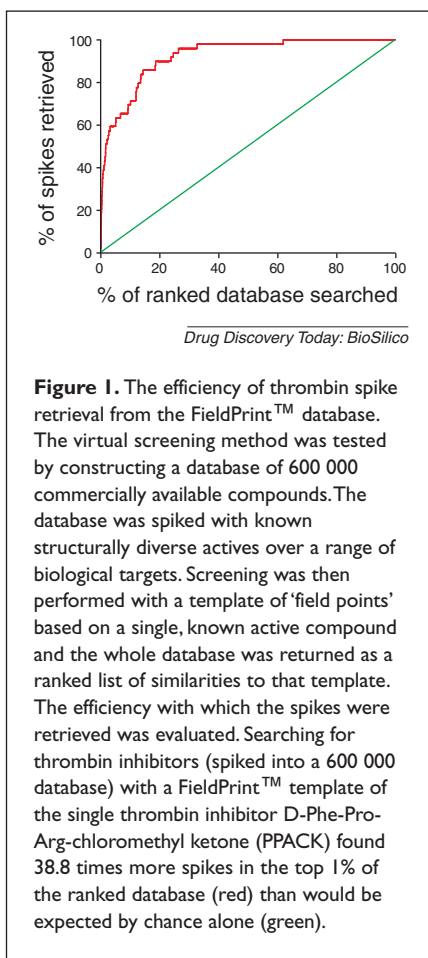 100
80
60
40
20
0
% of spikes retrieved
0 20 40 60 80 100
% of ranked database searched
Drug Discovery Today: BioSilico
Figure 1. The efficiency of thrombin spike
retrieval from the FieldPrint™ database.
The virtual screening method was tested
by constructing a database of 600 000
commercially available compounds. The
database was spiked with known
structurally diverse actives over a range of
biological targets. Screening was then
performed with a template of ‘field points’
based on a single, known active compound
and the whole database was returned as a
ranked list of similarities to that template.
The efficiency with which the spikes were
retrieved was evaluated. Searching for
thrombin inhibitors (spiked into a 600 000
database) with a FieldPrint™ template of
the single thrombin inhibitor D-Phe-Pro-
Arg-chloromethyl ketone (PPACK) found
38.8 times more spikes in the top 1% of
the ranked database (red) than would be
expected by chance alone (green).